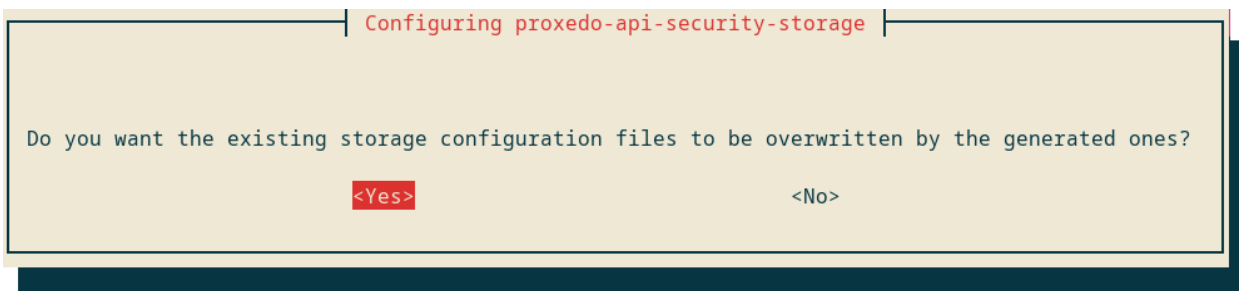 Configuring proxedo-api-security-storage
Do you want the existing storage configuration files to be overwritten by the generated ones?
<Yes> <No>